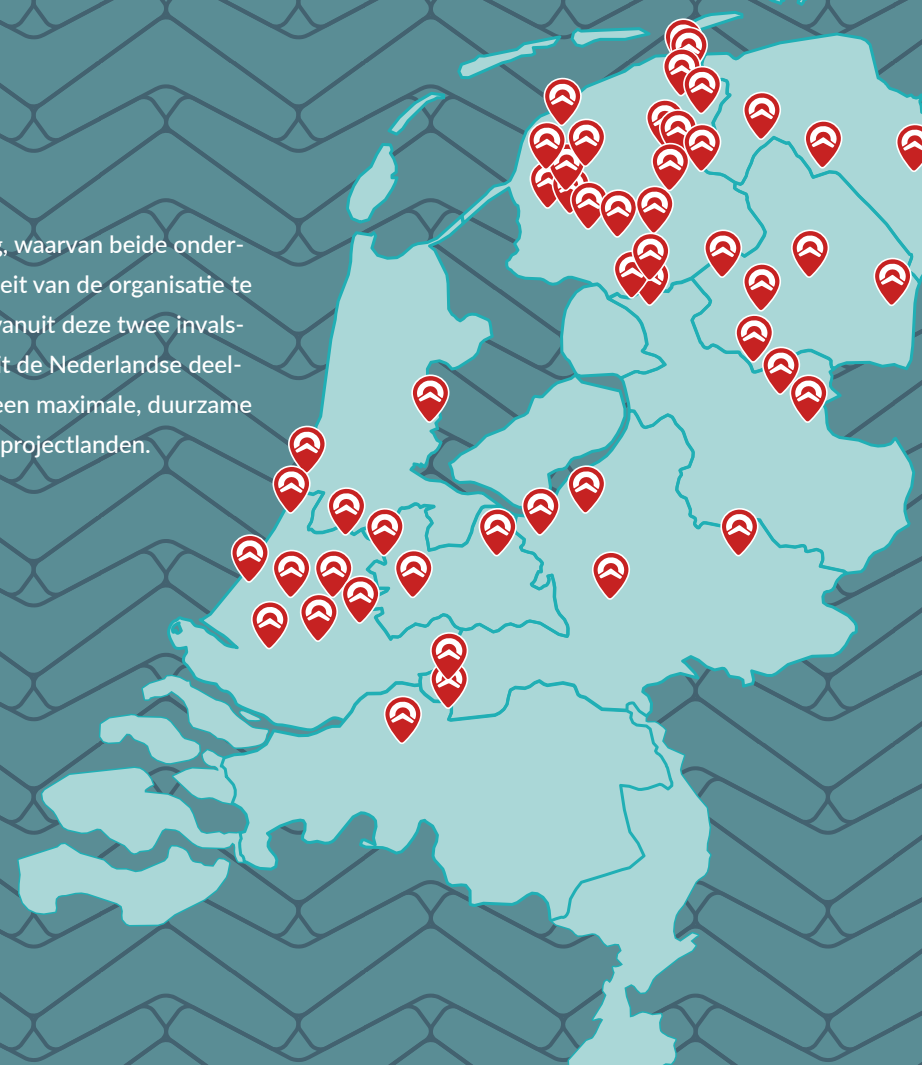 , waarvan beide onder-
eit van de organisatie te
vanuit deze twee invals-
it de Nederlandse deel-
een maximale, duurzame
projectlanden.